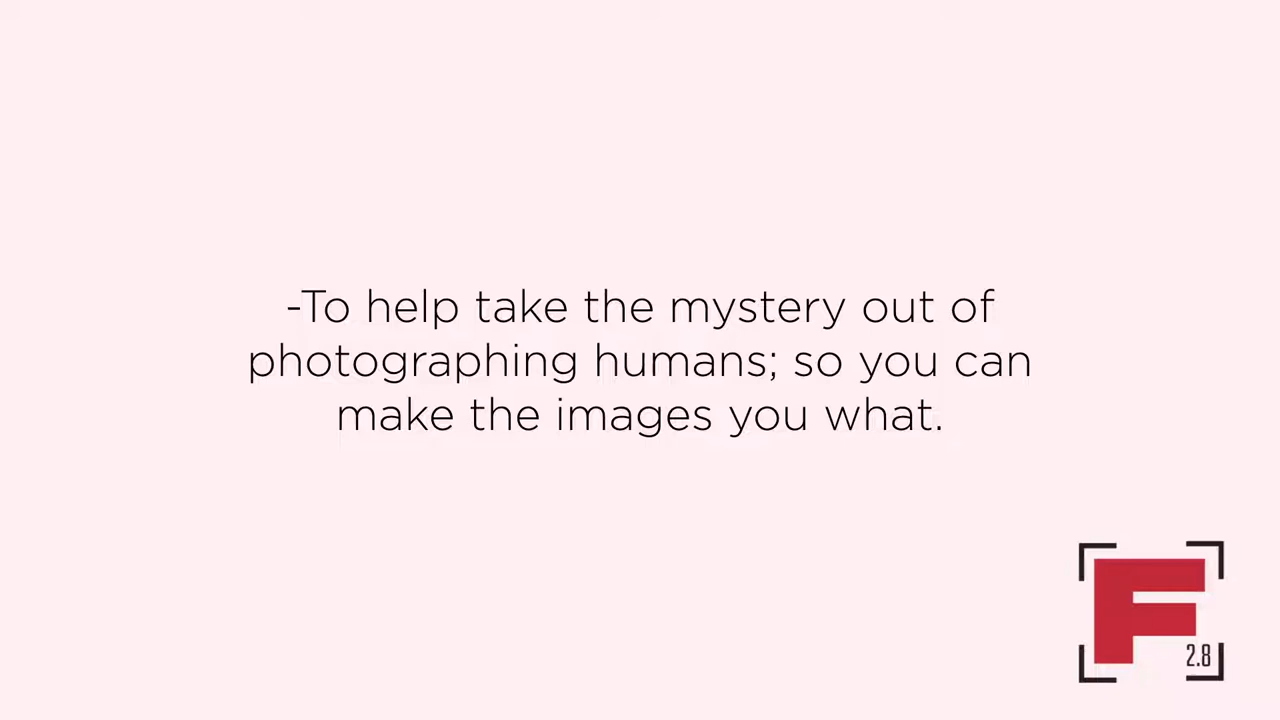 -To help take the mystery out of
photographing humans; so you can
make the images you what.
F
2.8